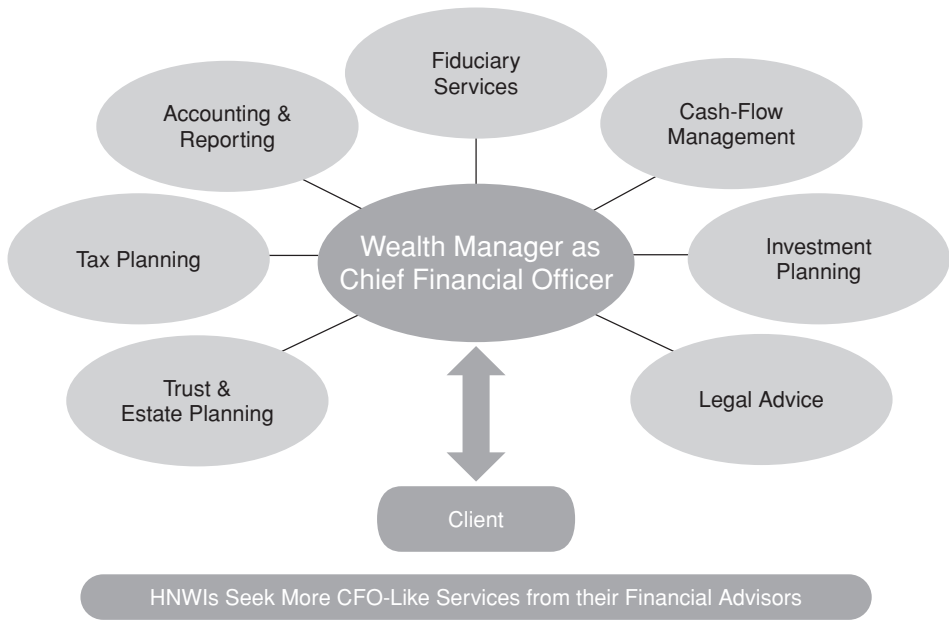 Fiduciary
Services
Accounting &
Reporting
Cash-Flow
Management
Tax Planning
Wealth Manager as
Chief Financial Officer
Investment
Planning
Trust &
Estate Planning
Legal Advice
Client
HNWIs Seek More CFO-Like Services from their Financial Advisors